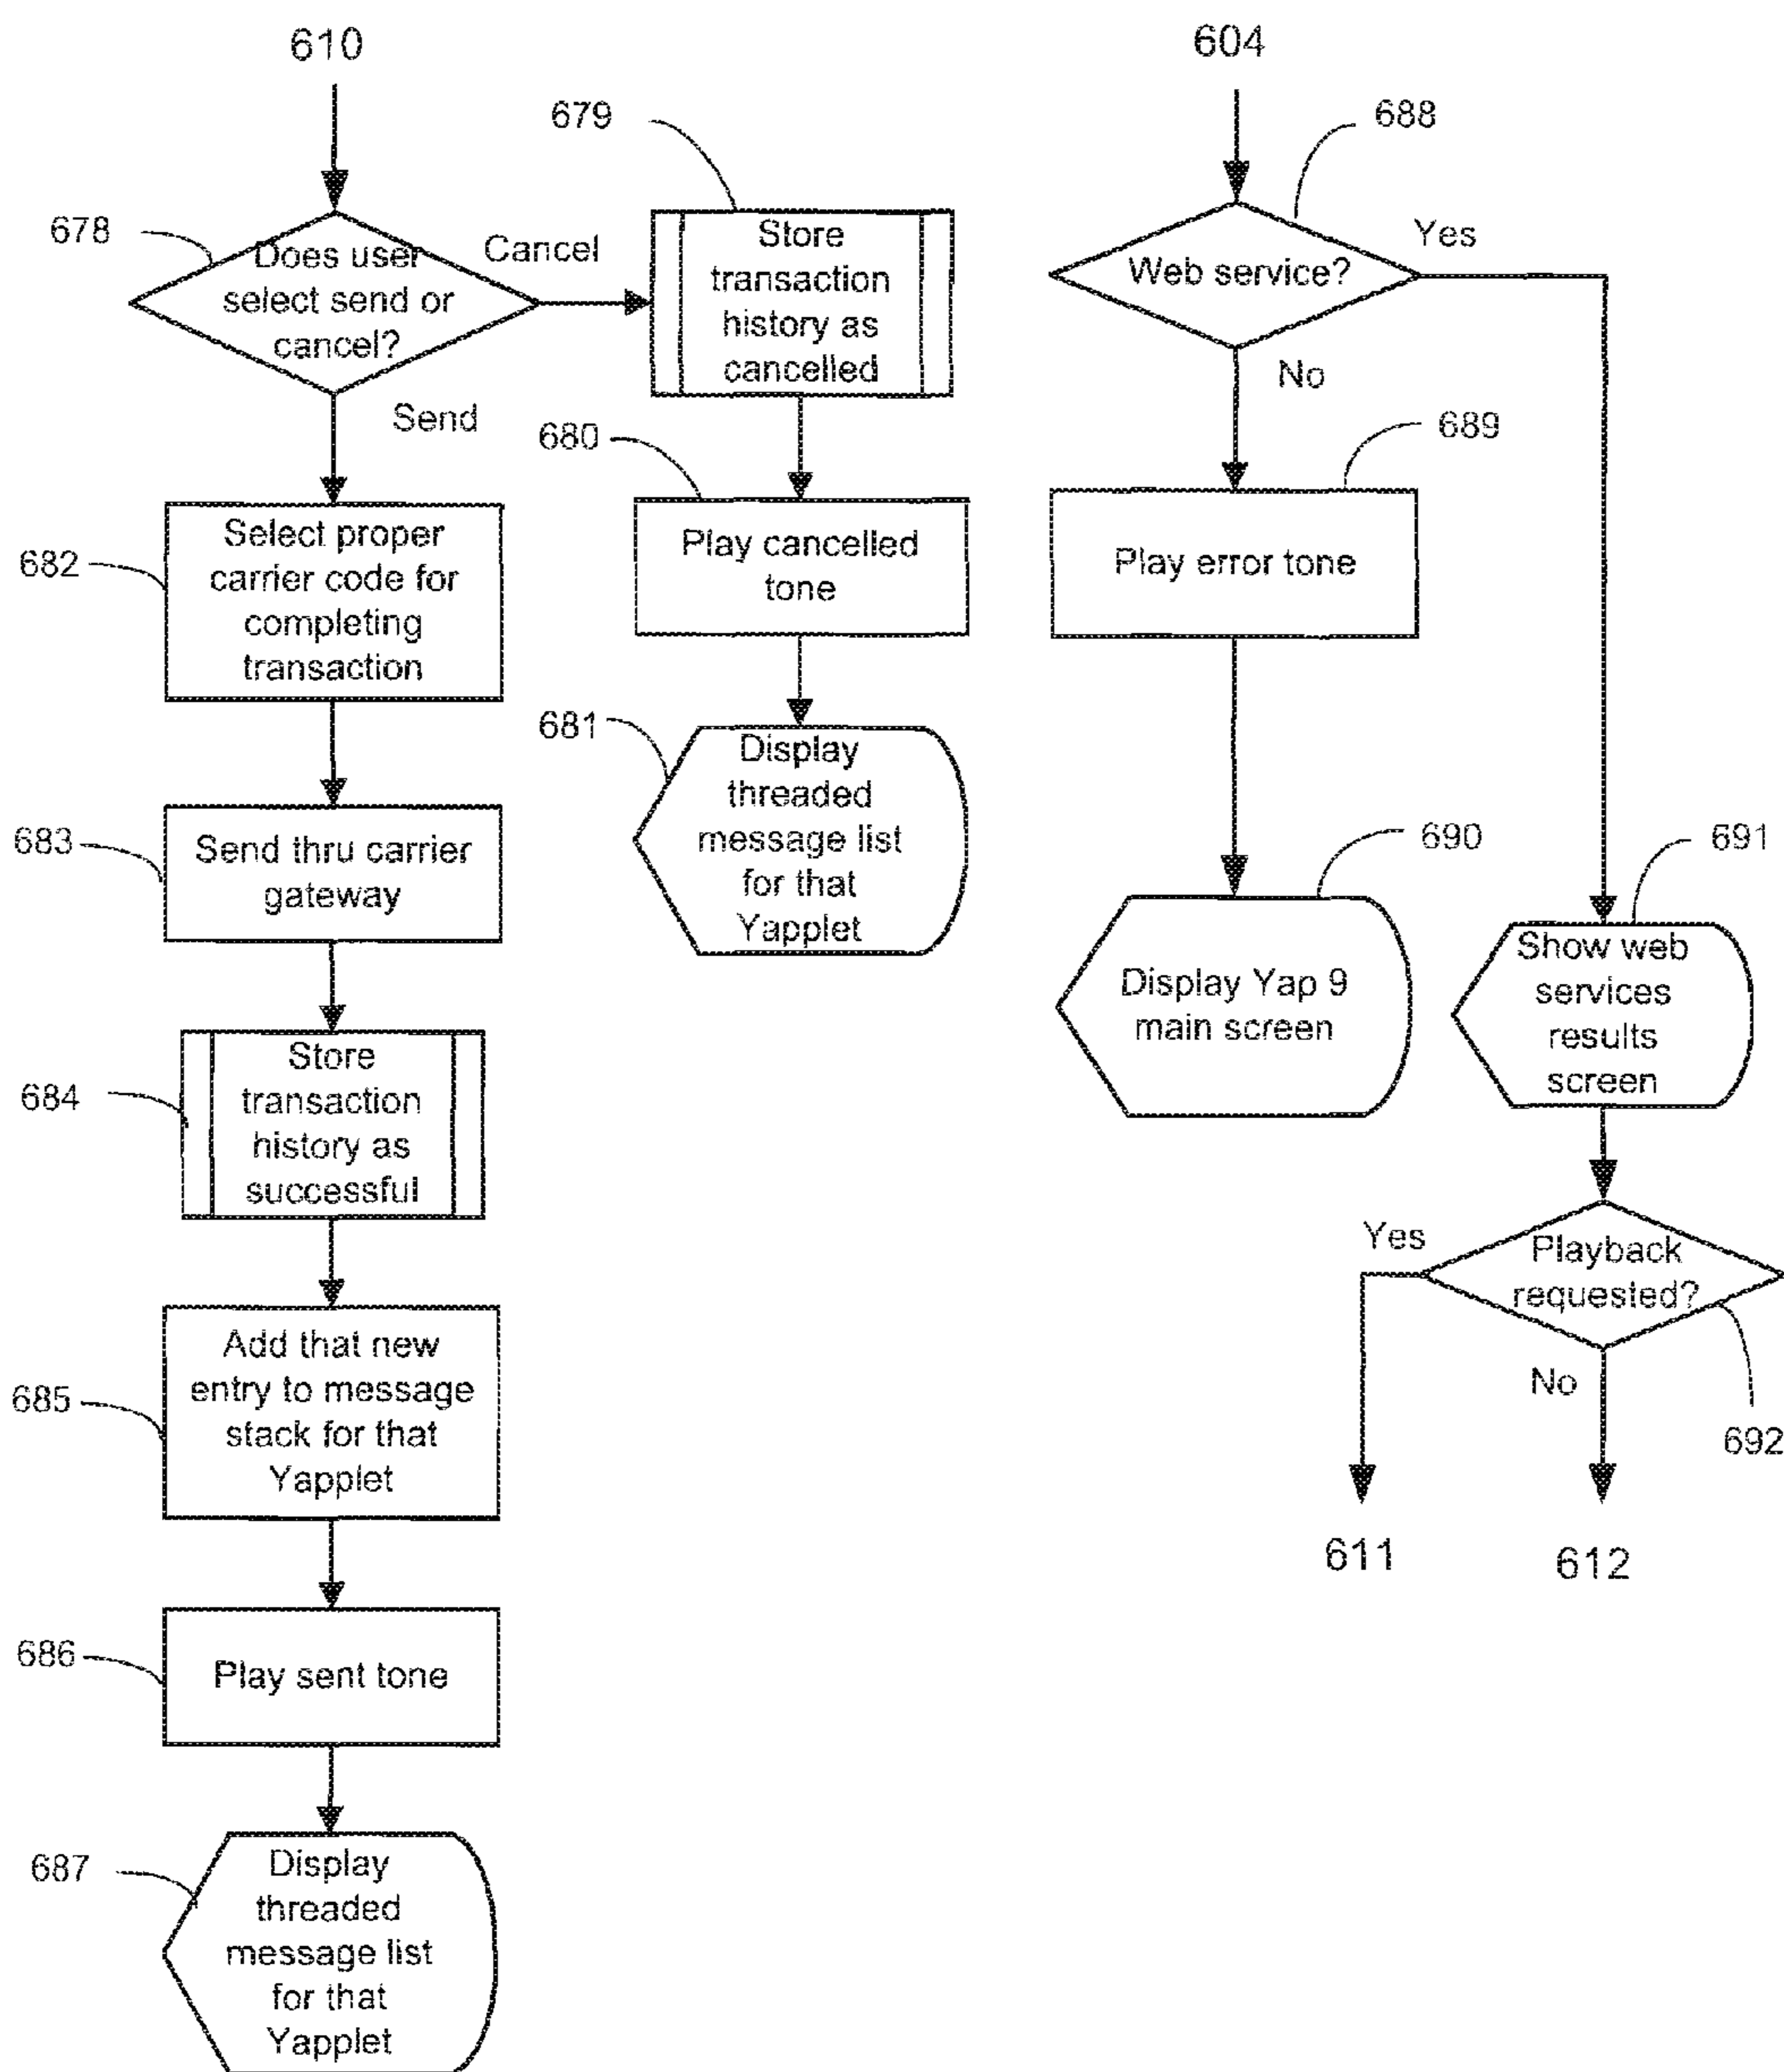 610
678
Does user
select send or
cancel?
Cancel
Send
679
Store
transaction
history as
cancelled
680
Play cancelled
tone
681
Display
threaded
message list
for that
Yapplet
682
Select proper
carrier code for
completing
transaction
683
Send thru carrier
gateway
684
Store
transaction
history as
successful
685
Add that new
entry to message
stack for that
Yapplet
686
Play sent tone
687
Display
threaded
message list
for that
Yapplet
604
688
Web service?
Yes
No
689
Play error tone
690
Display Yap 9
main screen
691
Show web
services
results
screen
Playback
requested?
692
Yes
No
611
612